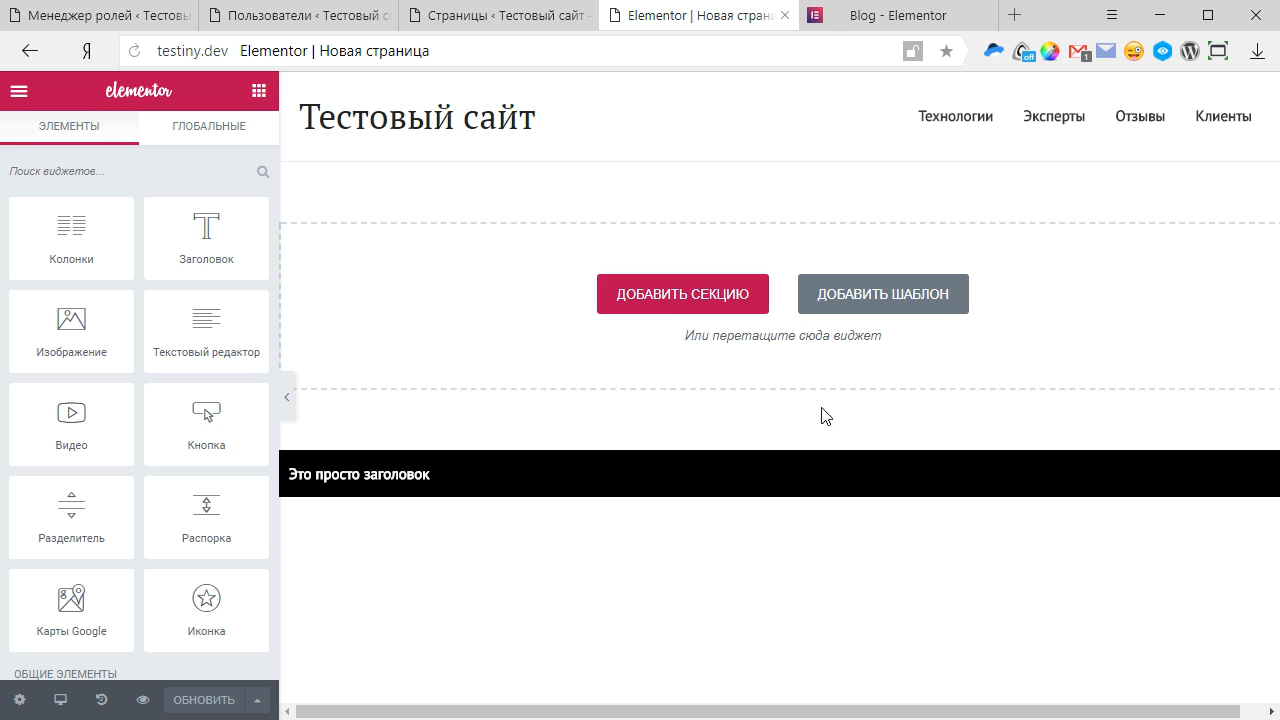 Менеджер ролей ‹ Тестовы
Пользователи ‹ Тестовый с
Страницы ‹ Тестовый сайт -
Elementor | Новая стран
Blog - Elementor
Я
testiny.dev Elementor | Новая страница
off
1
elementor
ЭЛЕМЕНТЫ
ГЛОБАЛЬНЫЕ
Поиск виджетов...
Колонки
Заголовок
Изображение
Текстовый редактор
Видео
Кнопка
Разделитель
Распорка
Карты Google
Иконка
ОБЩИЕ ЭЛЕМЕНТЫ
ОБНОВИТЬ
Тестовый сайт
Технологии
Эксперты
Отзывы
Клиенты
ДОБАВИТЬ СЕКЦИЮ
ДОБАВИТЬ ШАБЛОН
Или перетащите сюда виджет
Это просто заголовок